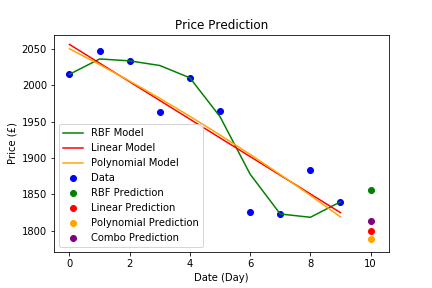 Price Prediction
2050
2000
1950
1900
1850
1800
Price (£)
RBF Model
Linear Model
Polynomial Model
Data
RBF Prediction
Linear Prediction
Polynomial Prediction
Combo Prediction
0 2 4 6 8 10
Date (Day)